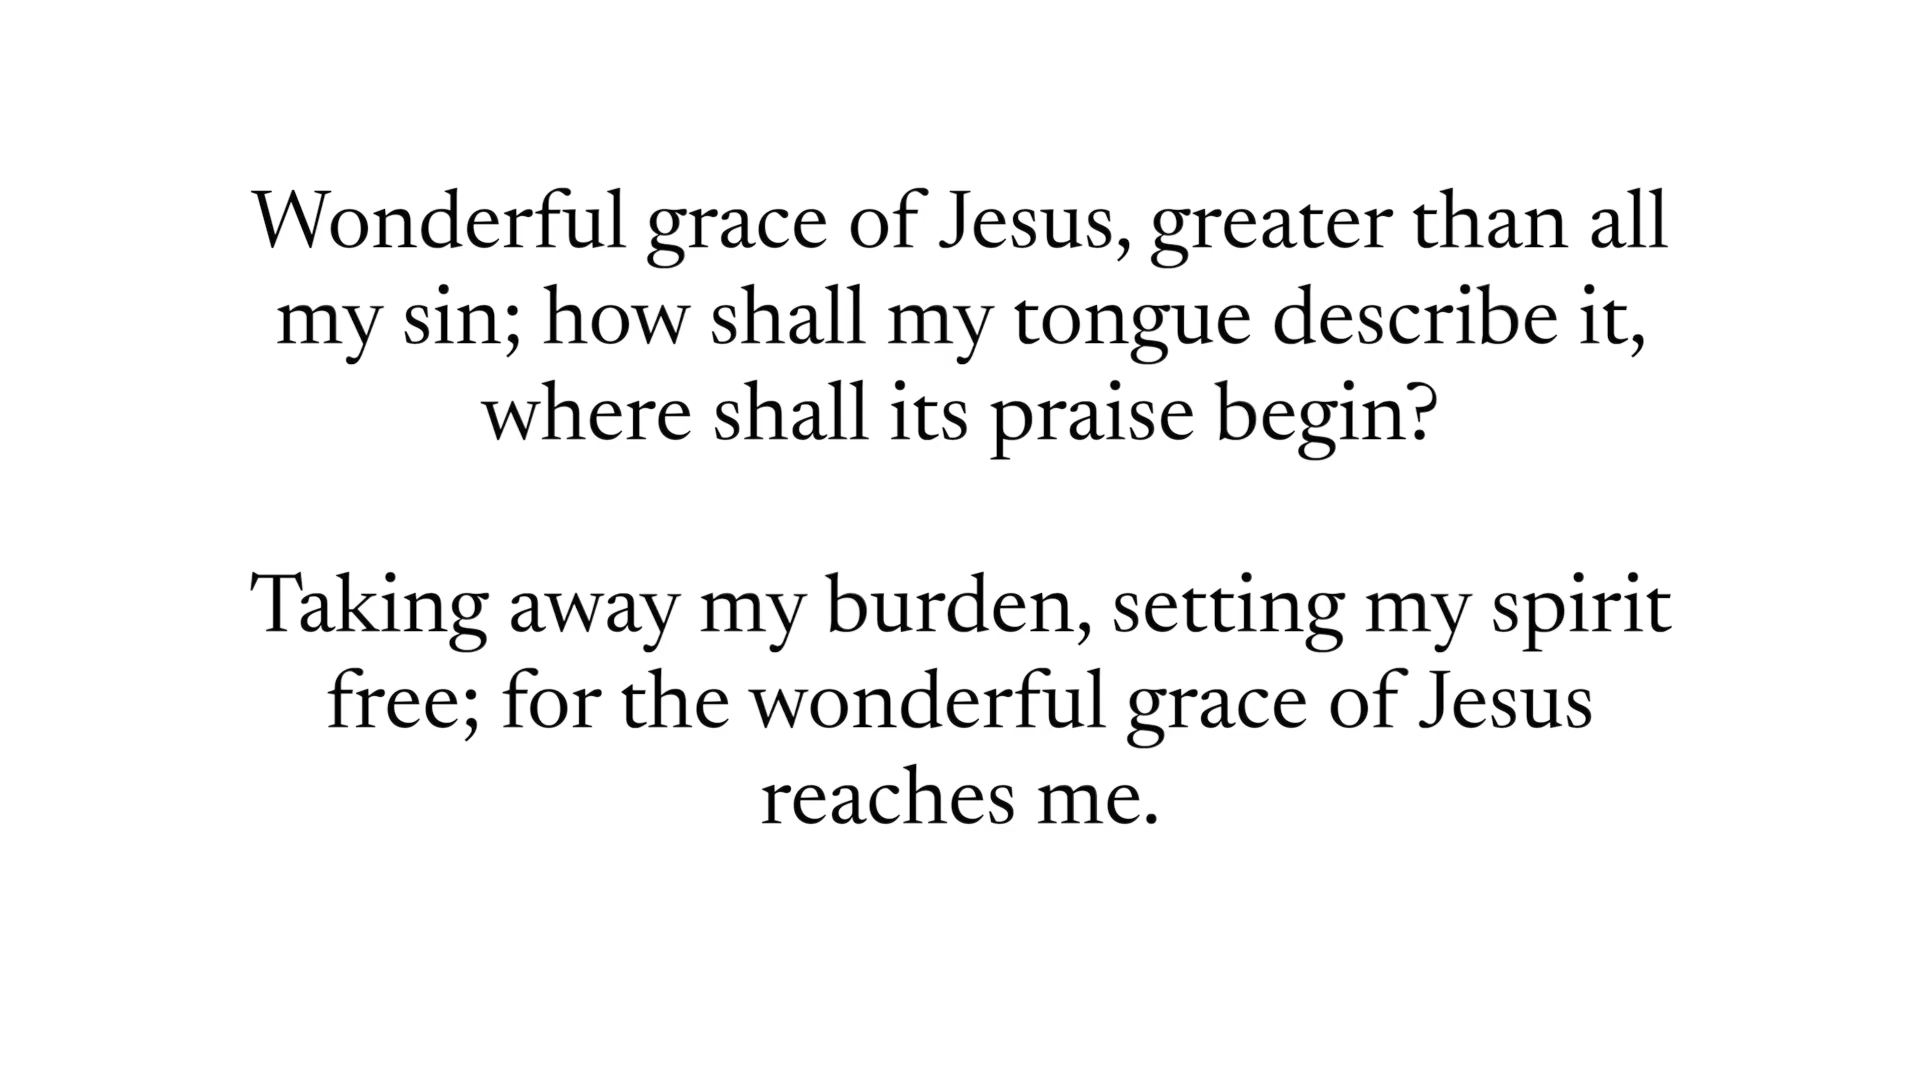 Wonderful grace of Jesus, greater than all
my sin; how shall my tongue describe it,
where shall its praise begin?
Taking away my burden, setting my spirit
free; for the wonderful grace of Jesus
reaches me.